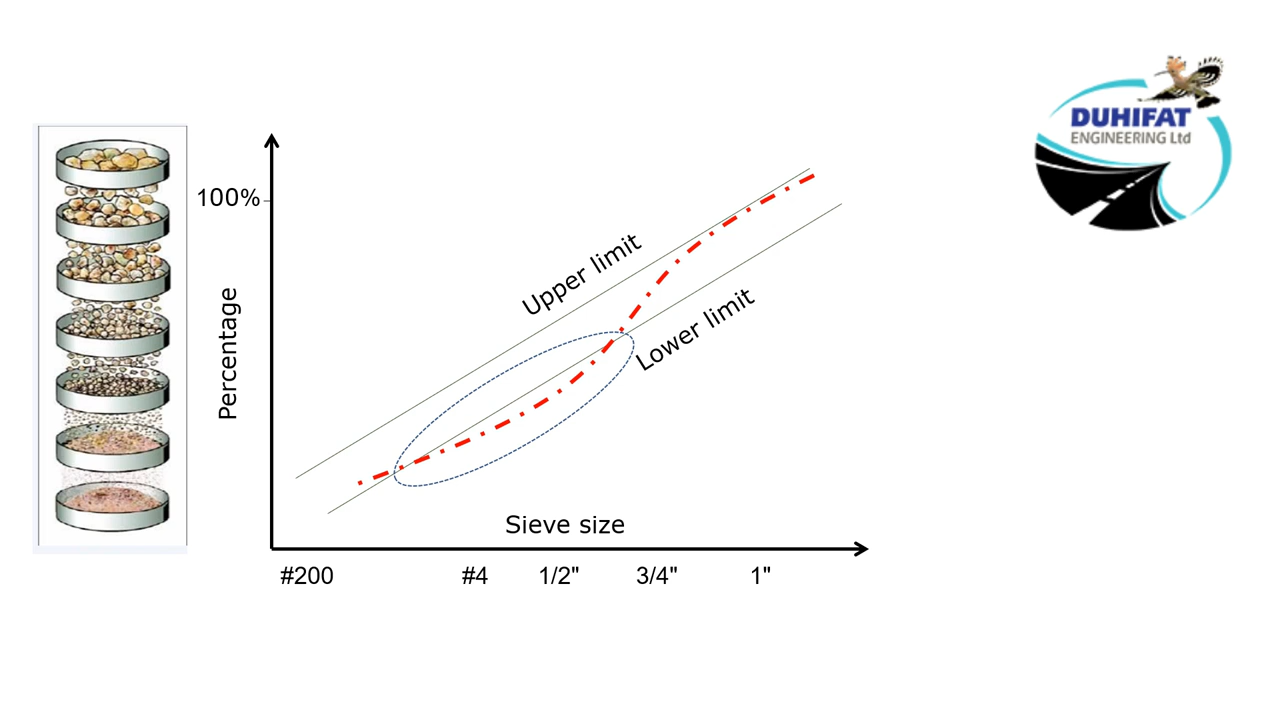 DUHIFAT
ENGINEERING Ltd
100%
Upper limit
Percentage
Lower limit
Sieve size
#200 #4 1/2" 3/4" 1"